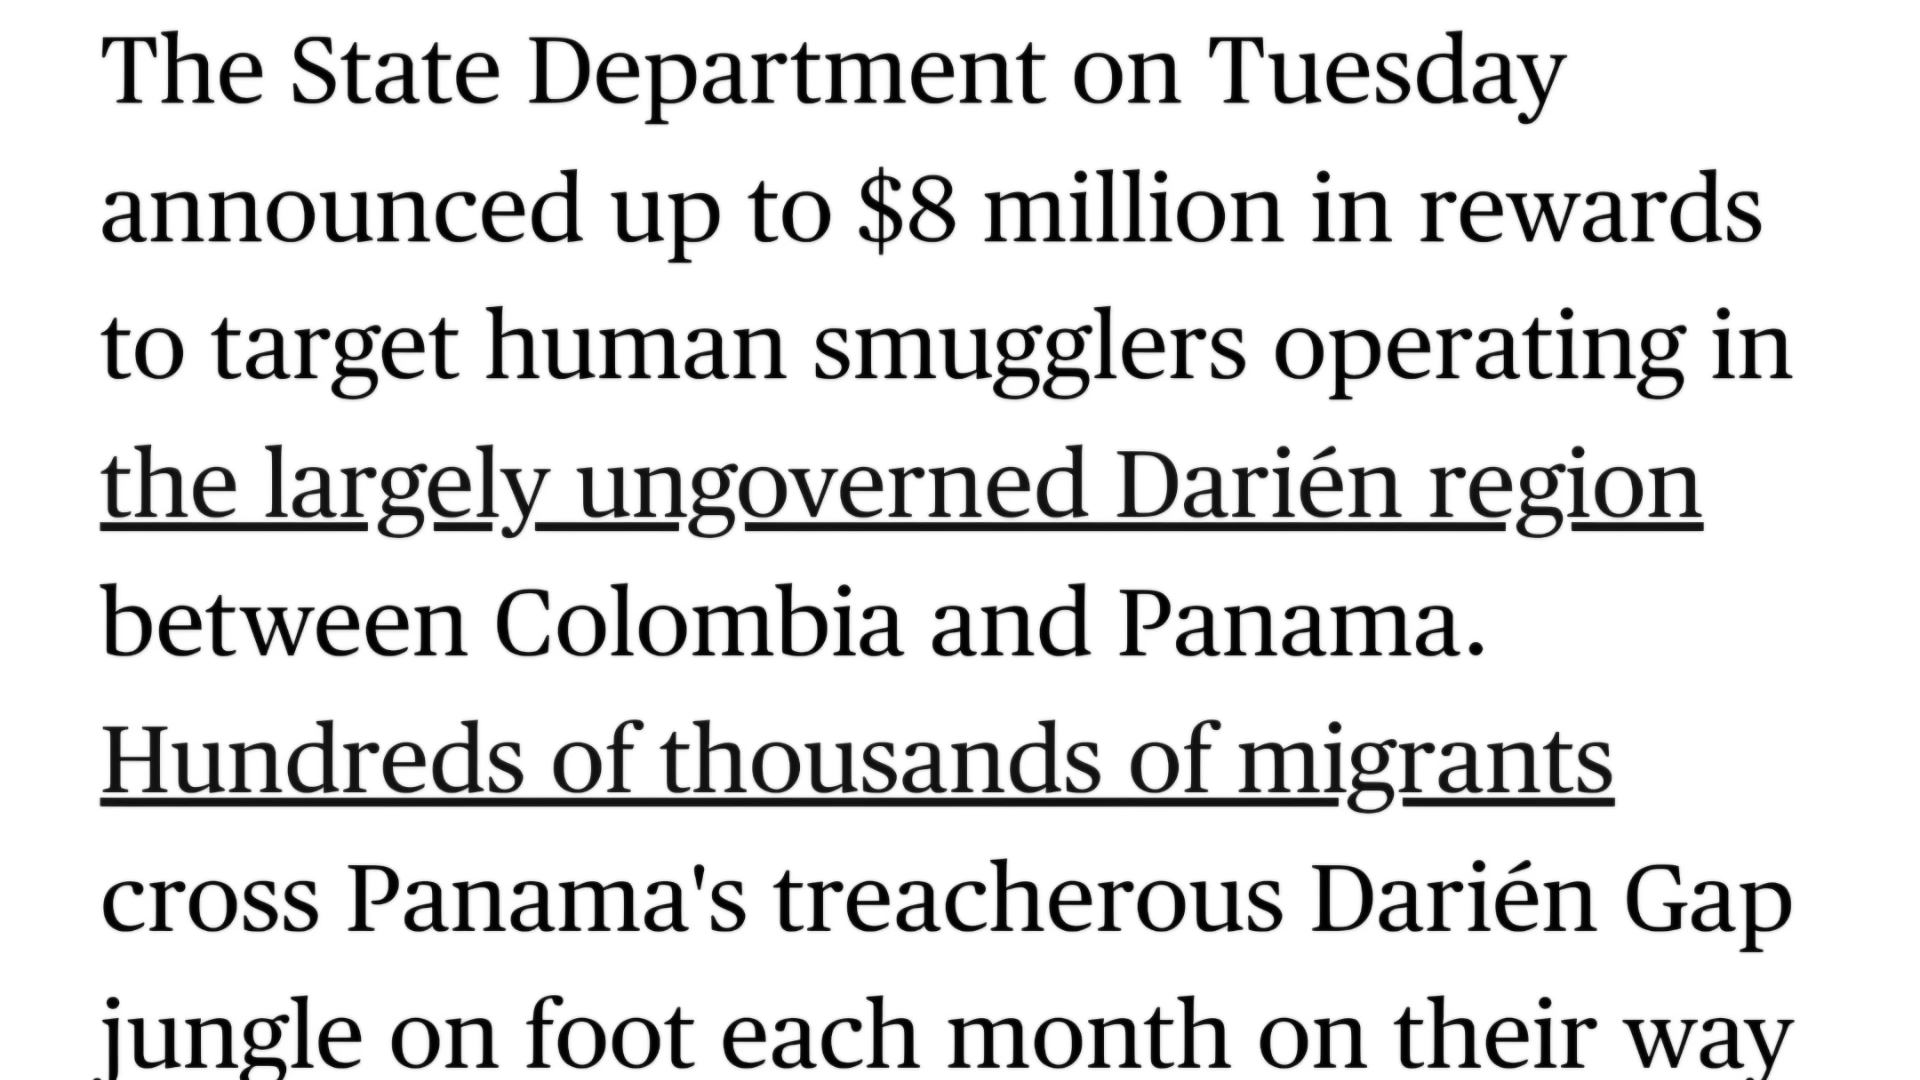 The State Department on Tuesday
announced up to $8 million in rewards
to target human smugglers operating in
the largely ungoverned Darién region
between Colombia and Panama.
Hundreds of thousands of migrants
cross Panama's treacherous Darién Gap
jungle on foot each month on their way